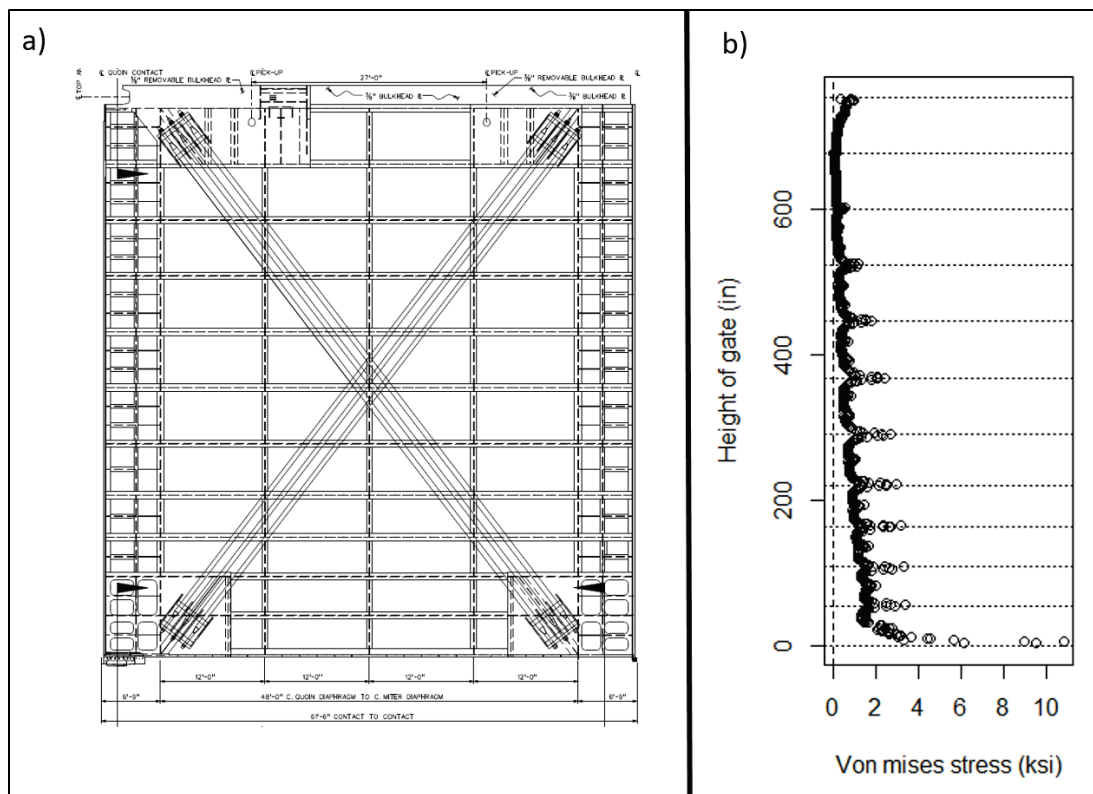 a)
℄ QUOIN CONTACT
℄ PICK-UP
27'-0"
℄ PICK-UP
⅜" REMOVABLE BULKHEAD ℄
℄
⅜" REMOVABLE BULKHEAD ℄
⅜" BULKHEAD ℄
⅜" BULKHEAD ℄
12'-0"
12'-0"
12'-0"
12'-0"
6'-9"
48'-0" C. QUOIN DIAPHRAGM TO C. MITER DIAPHRAGM
6'-9"
61'-6" CONTACT TO CONTACT
b)
Height of gate (in)
600
400
200
0
0 2 4 6 8 10
Von mises stress (ksi)